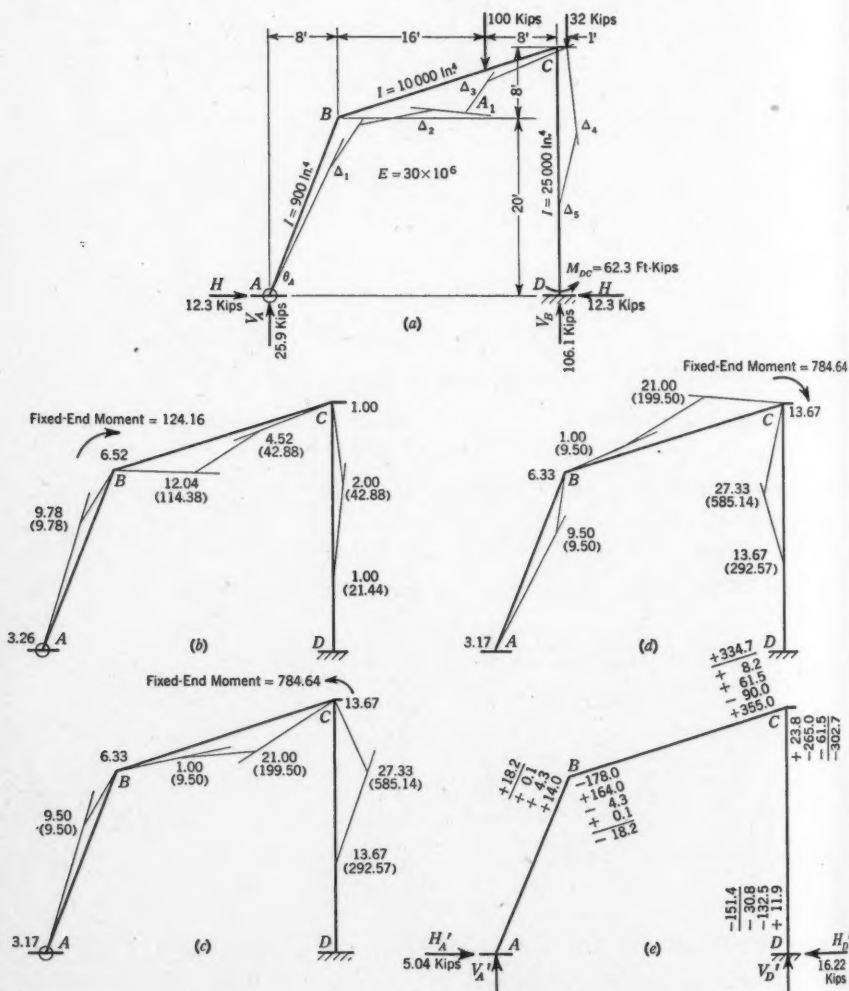 100 Kips
32 Kips
8'
16'
8'
1'
I = 10 000 In.⁴
Δ₃
C
8'
B
A₁
Δ₂
Δ₄
Δ₁
E = 30×10⁶
I = 900 In.⁴
I = 25 000 In.⁴
20'
Δ₅
θ_A
M_DC = 62.3 Ft-Kips
H
A
D
H
12.3 Kips
12.3 Kips
V_A
25.9 Kips
(a)
V_B
106.1 Kips
Fixed-End Moment = 784.64
Fixed-End Moment = 124.16
1.00
C
6.52
B
4.52
(42.88)
12.04
(114.38)
2.00
(42.88)
9.78
(9.78)
1.00
(21.44)
3.26
A
(b)
D
21.00
(199.50)
C
13.67
1.00
(9.50)
6.33
B
27.33
(585.14)
9.50
(9.50)
13.67
(292.57)
3.17
A
(d)
D
Fixed-End Moment = 784.64
13.67
C
6.33
B
21.00
(199.50)
1.00
(9.50)
27.33
(585.14)
9.50
(9.50)
13.67
(292.57)
3.17
A
(c)
D
+334.7
+ 8.2
+ 61.5
- 90.0
+355.0
C
+ 23.8
-265.0
- 61.5
-302.7
B
+18.2
+ 0.1
+ 4.3
+14.0
-178.0
+164.0
- 4.3
+ 0.1
- 18.2
-151.4
- 30.8
-132.5
+ 11.9
H_A'
5.04 Kips
A
V_A'
(e)
D
V_D'
H_D'
16.22
Kips